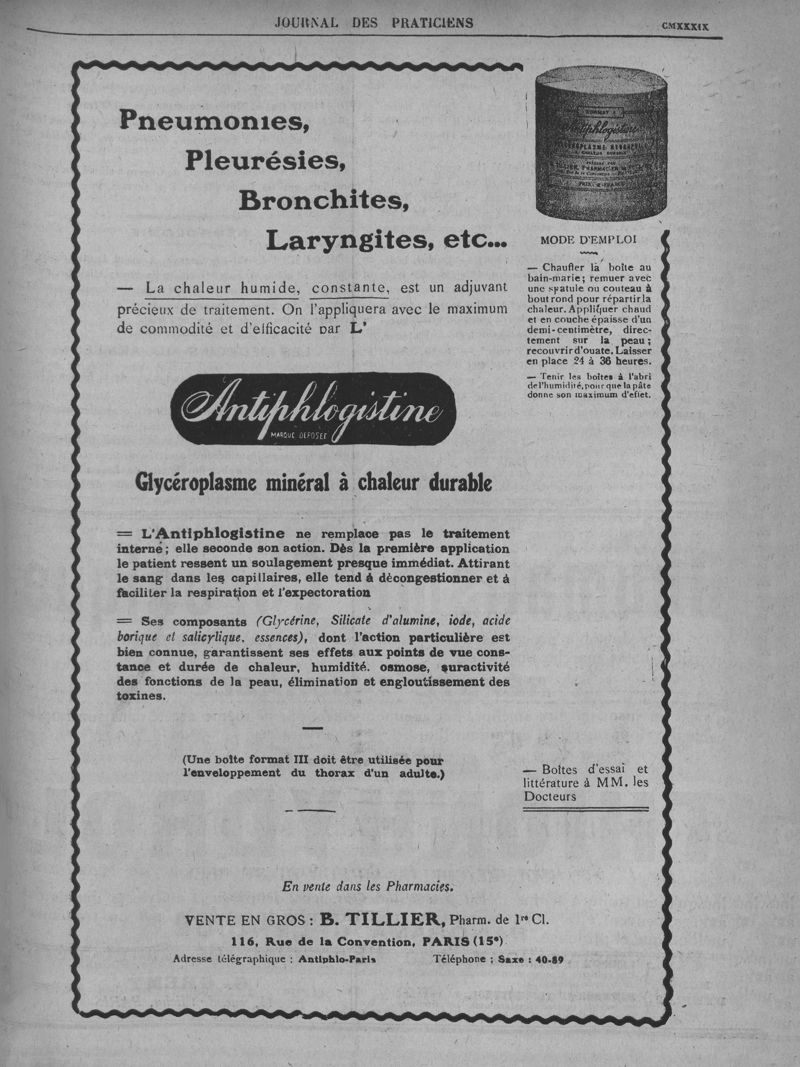 JOURNAL DES PRATICIENS
CMXXXIX
Pneumonies,
Pleurésies,
Bronchites,
Laryngites, etc...
— La chaleur humide, constante, est un adjuvant
précieux de traitement. On l'appliquera avec le maximum
de commodité et d'efficacité par L'
Antiphlogistine
MARQUE DEPOSÉE
Glycéroplasme minéral à chaleur durable
= L'Antiphlogistine ne remplace pas le traitement
interne; elle seconde son action. Dès la première application
le patient ressent un soulagement presque immédiat. Attirant
le sang dans les capillaires, elle tend à décongestionner et à
faciliter la respiration et l'expectoration
= Ses composants (Glycérine, Silicate d'alumine, iode, acide
borique et salicylique, essences), dont l'action particulière est
bien connue, garantissent ses effets aux points de vue cons-
tance et durée de chaleur, humidité. osmose, suractivité
des fonctions de la peau, élimination et engloutissement des
toxines.
(Une boîte format III doit être utilisée pour
l'enveloppement du thorax d'un adulte.)
FORMAT
Antiphlogistine
PRIX
MODE D'EMPLOI
— Chauffer la boîte au
bain-marie; remuer avec
une spatule ou couteau à
bout rond pour répartir la
chaleur. Appliquer chaud
et en couche épaisse d'un
demi-centimètre, direc-
tement sur la peau;
recouvrir d'ouate. Laisser
en place 24 à 36 heures.
— Tenir les boîtes à l'abri
de l'humidité, pour que la pâte
donne son maximum d'effet.
— Boîtes d'essai et
littérature à MM. les
Docteurs
En vente dans les Pharmacies.
VENTE EN GROS : B. TILLIER, Pharm. de 1re Cl.
116, Rue de la Convention, PARIS (15e)
Adresse télégraphique : Antiphlo-Paris Téléphone : Saxe : 40-89